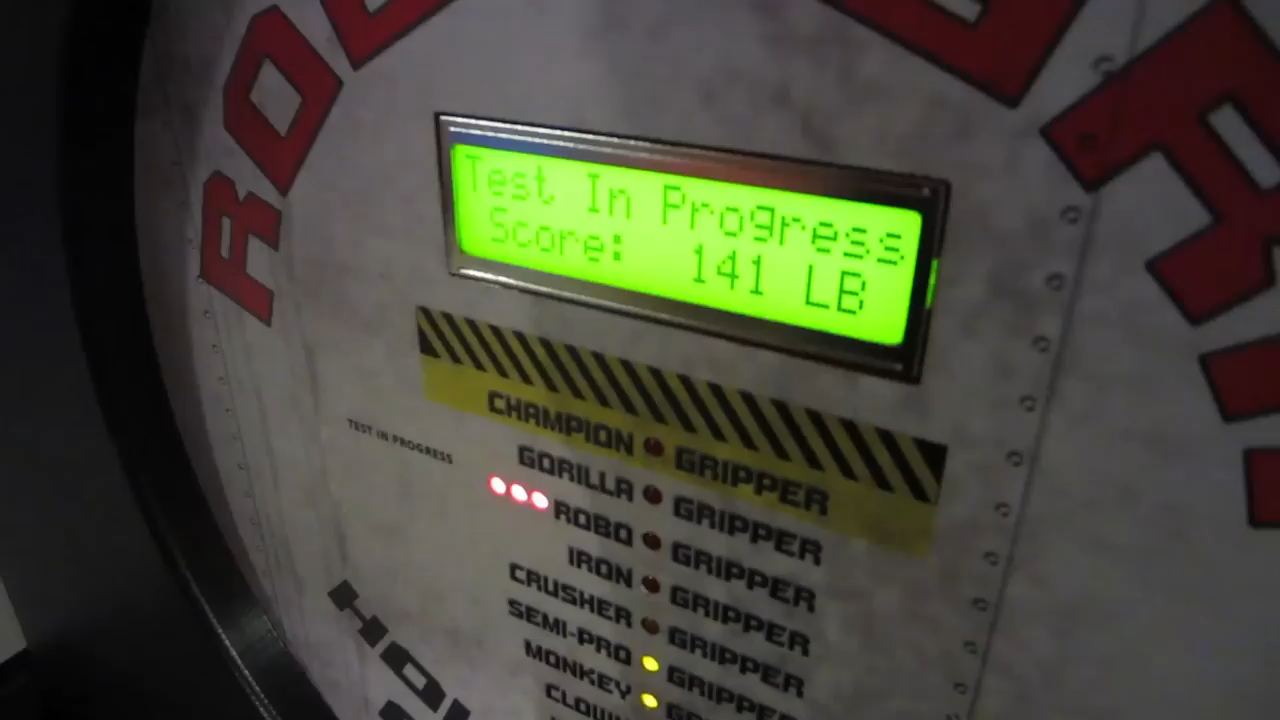 Test In Progress
Score: 141 LB
CHAMPION GRIPPER
TEST IN PROGRESS
GORILLA GRIPPER
ROBO GRIPPER
IRON GRIPPER
CRUSHER GRIPPER
SEMI-PRO GRIPPER
MONKEY